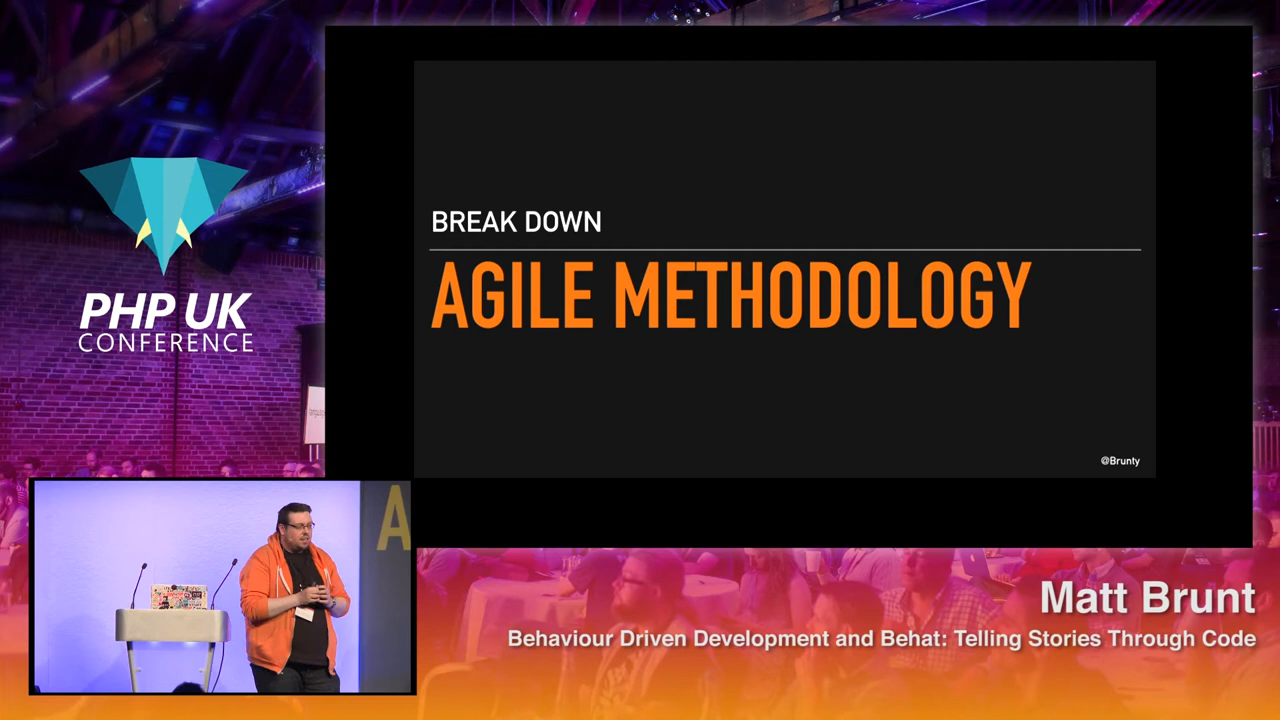 BREAK DOWN
AGILE METHODOLOGY
@Brunty
PHP UK
CONFERENCE
A
Matt Brunt
Behaviour Driven Development and Behat: Telling Stories Through Code